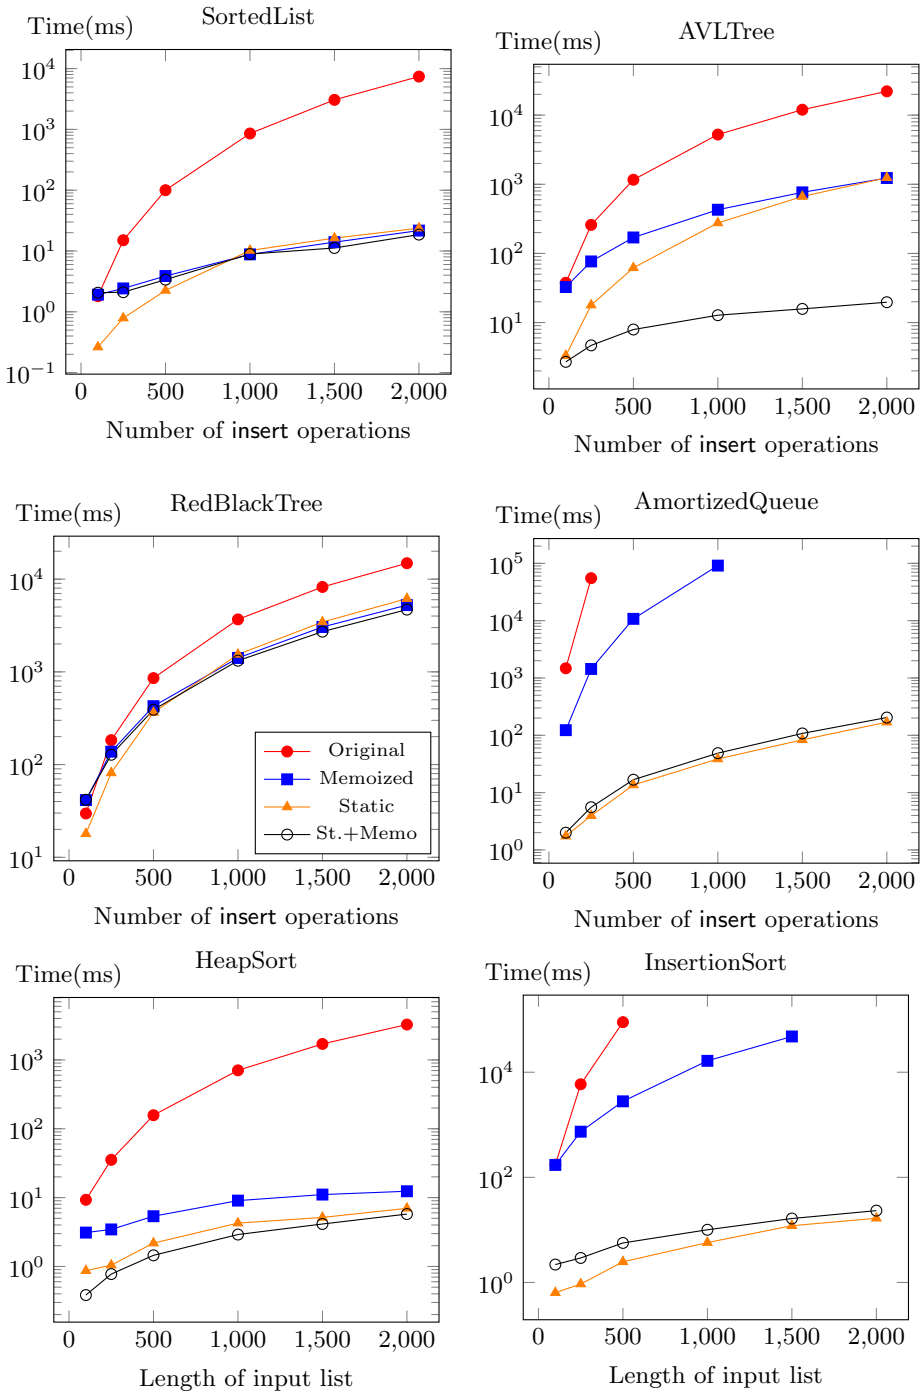 SortedList
Time(ms)
10^4
10^3
10^2
10^1
10^0
10^−1
0 500 1,000 1,500 2,000
Number of insert operations
AVLTree
Time(ms)
10^4
10^3
10^2
10^1
0 500 1,000 1,500 2,000
Number of insert operations
RedBlackTree
Time(ms)
10^4
10^3
10^2
10^1
Original
Memoized
Static
St.+Memo
0 500 1,000 1,500 2,000
Number of insert operations
AmortizedQueue
Time(ms)
10^5
10^4
10^3
10^2
10^1
10^0
0 500 1,000 1,500 2,000
Number of insert operations
HeapSort
Time(ms)
10^3
10^2
10^1
10^0
0 500 1,000 1,500 2,000
Length of input list
InsertionSort
Time(ms)
10^4
10^2
10^0
0 500 1,000 1,500 2,000
Length of input list